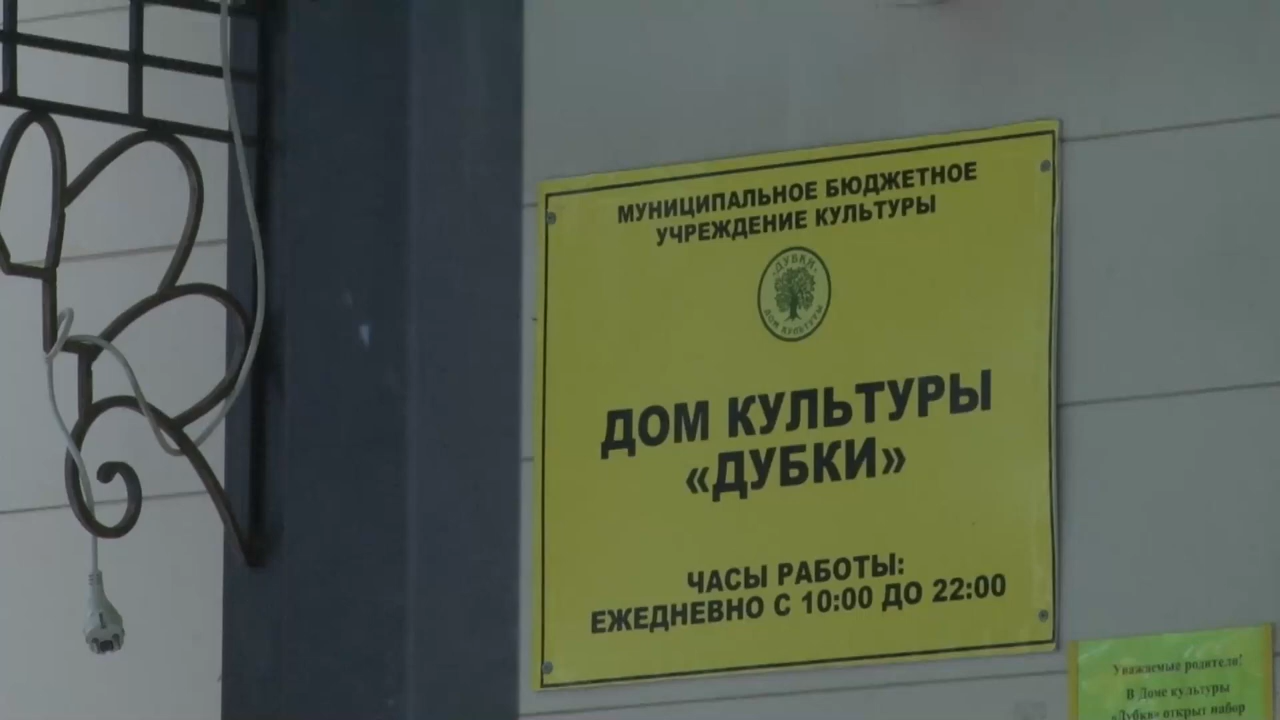 МУНИЦИПАЛЬНОЕ БЮДЖЕТНОЕ
УЧРЕЖДЕНИЕ КУЛЬТУРЫ
·ДУБКИ·
ДОМ КУЛЬТУРЫ
ДОМ КУЛЬТУРЫ
«ДУБКИ»
ЧАСЫ РАБОТЫ:
ЕЖЕДНЕВНО С 10:00 ДО 22:00
Уважаемые родители!
В Доме культуры
«Дубки» открыт набор